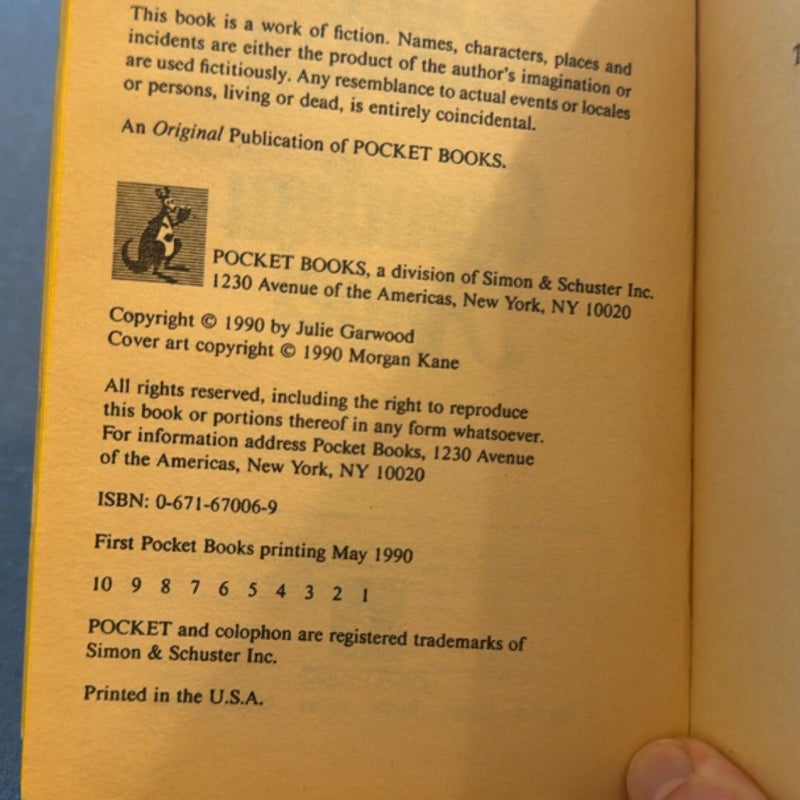 This book is a work of fiction. Names, characters, places and
incidents are either the product of the author's imagination or
are used fictitiously. Any resemblance to actual events or locales
or persons, living or dead, is entirely coincidental.
An Original Publication of POCKET BOOKS.
POCKET BOOKS, a division of Simon & Schuster Inc.
1230 Avenue of the Americas, New York, NY 10020
Copyright © 1990 by Julie Garwood
Cover art copyright © 1990 Morgan Kane
All rights reserved, including the right to reproduce
this book or portions thereof in any form whatsoever.
For information address Pocket Books, 1230 Avenue
of the Americas, New York, NY 10020
ISBN: 0-671-67006-9
First Pocket Books printing May 1990
10 9 8 7 6 5 4 3 2 1
POCKET and colophon are registered trademarks of
Simon & Schuster Inc.
Printed in the U.S.A.